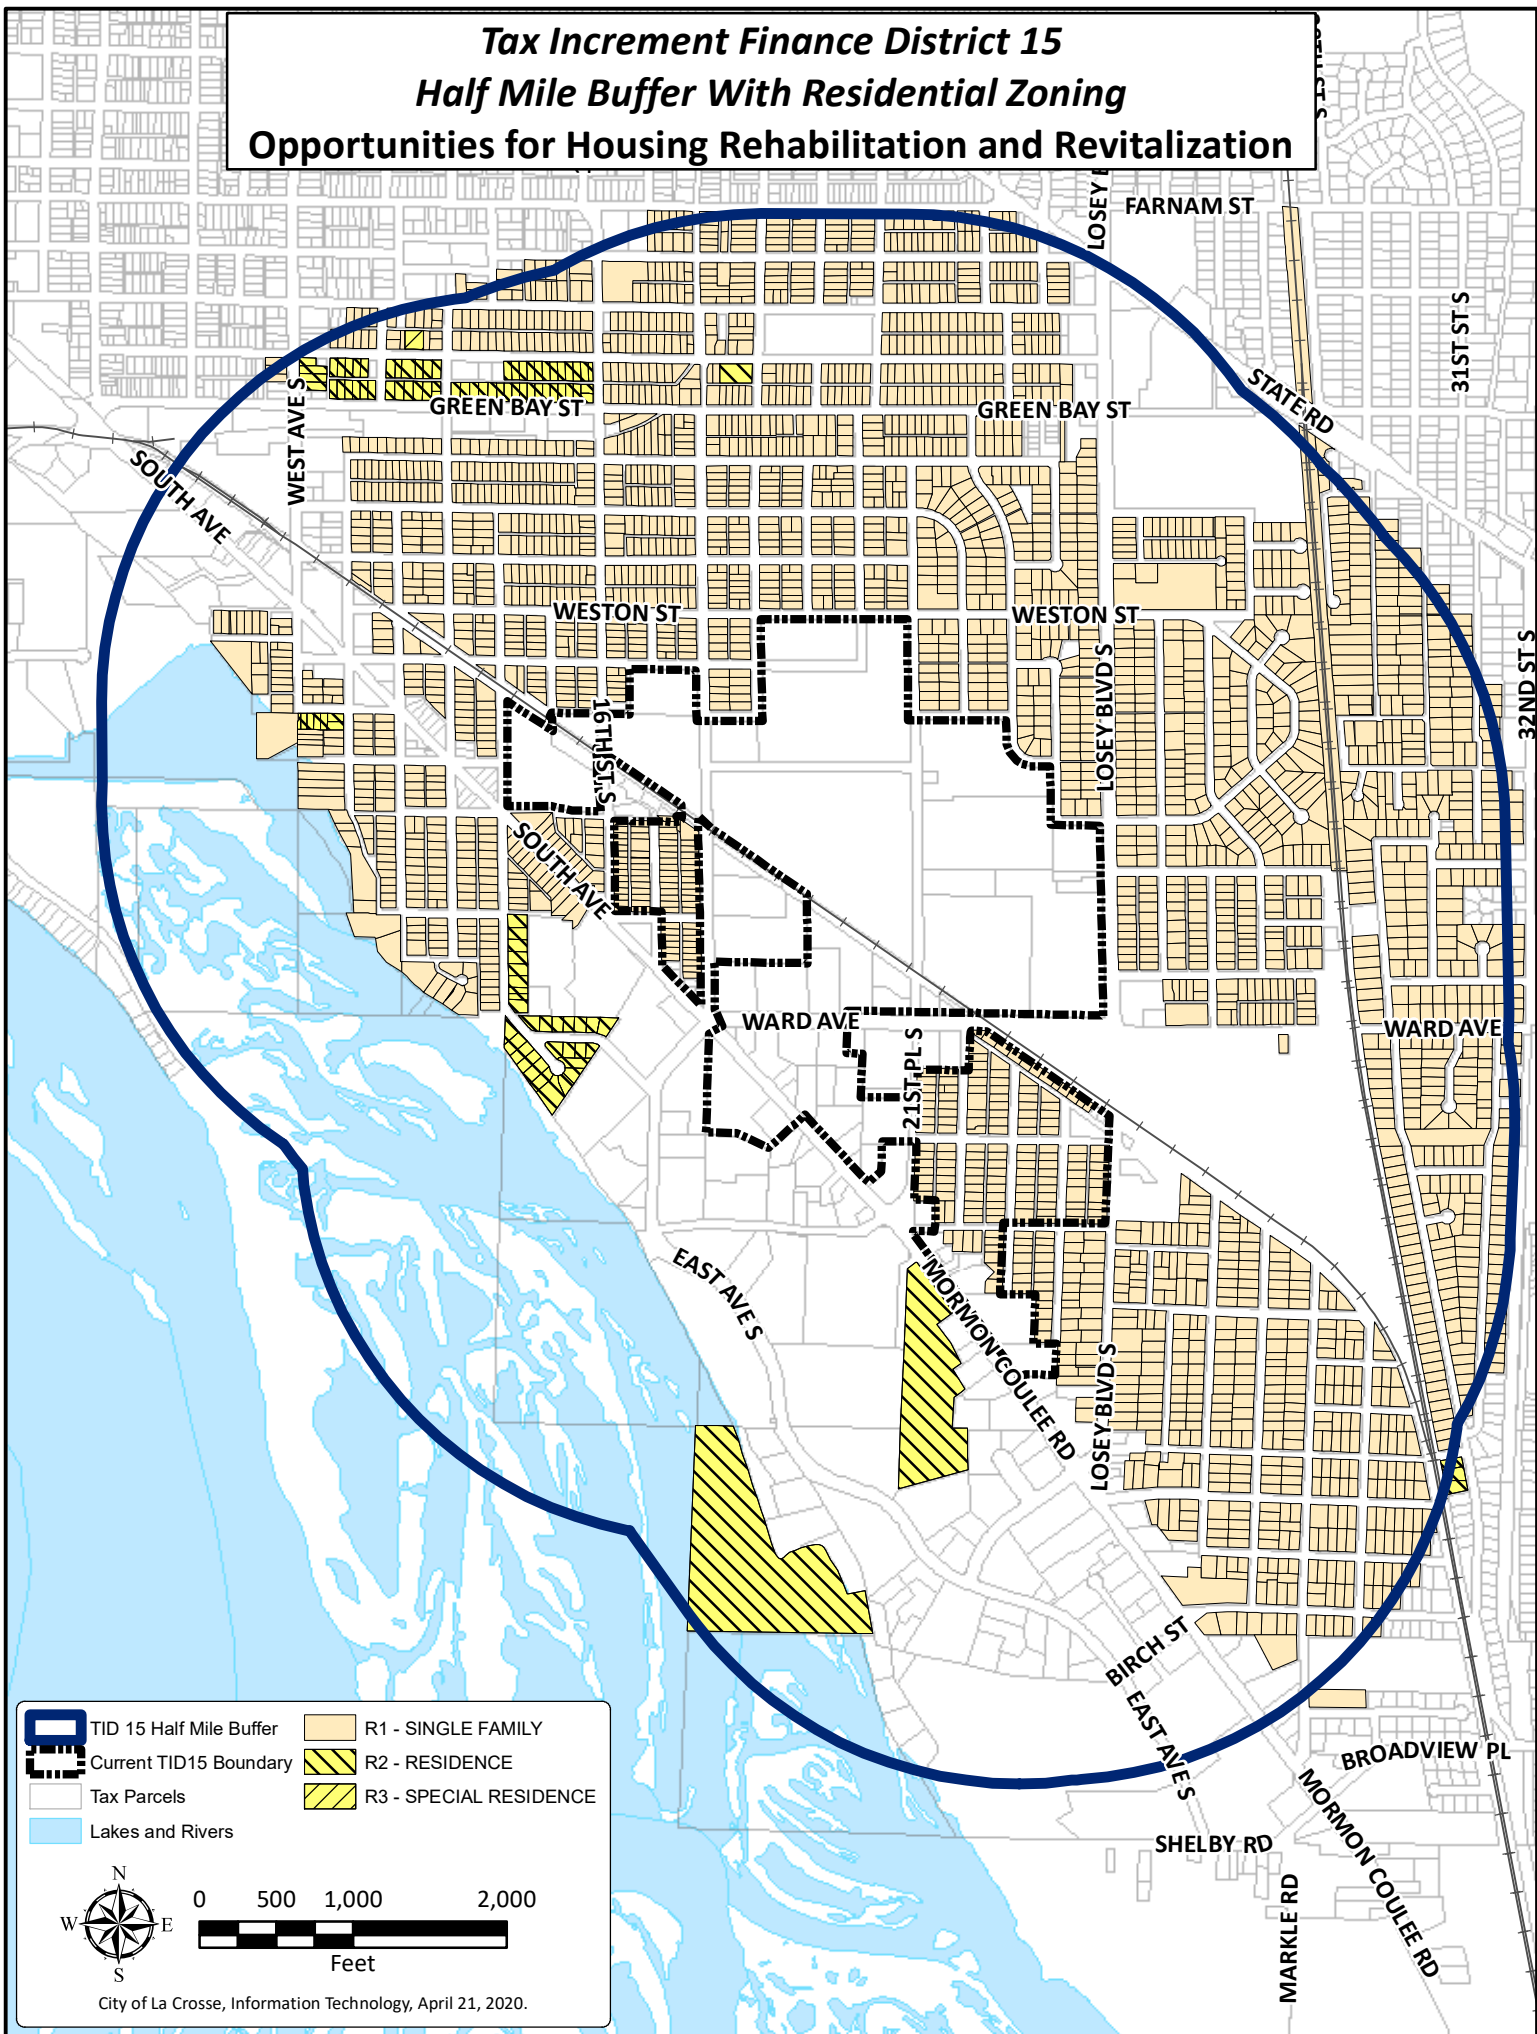 Tax Increment Finance District 15
Half Mile Buffer With Residential Zoning
Opportunities for Housing Rehabilitation and Revitalization
FARNAM ST
31ST ST S
STATE RD
WEST AVE S
GREEN BAY ST
GREEN BAY ST
SOUTH AVE
WESTON ST
WESTON ST
32ND ST S
LOSEY BLVD S
16TH ST S
SOUTH AVE
WARD AVE
WARD AVE
21ST PL S
EAST AVE S
MORMON COULEE RD
LOSEY BLVD S
BIRCH ST
EAST AVE S
BROADVIEW PL
MORMON COULEE RD
SHELBY RD
MARKLE RD
TID 15 Half Mile Buffer
Current TID15 Boundary
Tax Parcels
Lakes and Rivers
R1 - SINGLE FAMILY
R2 - RESIDENCE
R3 - SPECIAL RESIDENCE
N
W E
S
0 500 1,000 2,000
Feet
City of La Crosse, Information Technology, April 21, 2020.